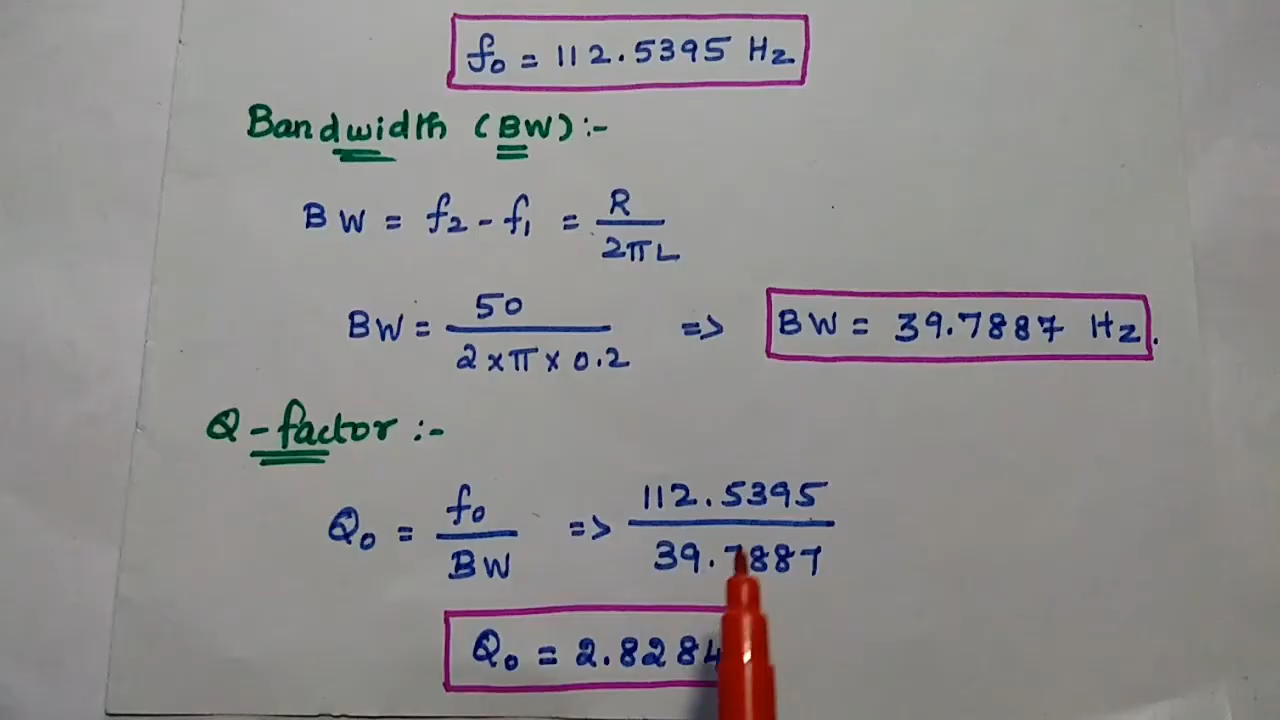 f₀ = 112.5395 Hz
Bandwidth (BW) :-
BW = f₂ - f₁ = R / 2πL
BW = 50 / 2 × π × 0.2 => BW = 39.7887 Hz.
Q-factor :-
Q₀ = f₀ / BW => 112.5395 / 39.7887
Q₀ = 2.8284